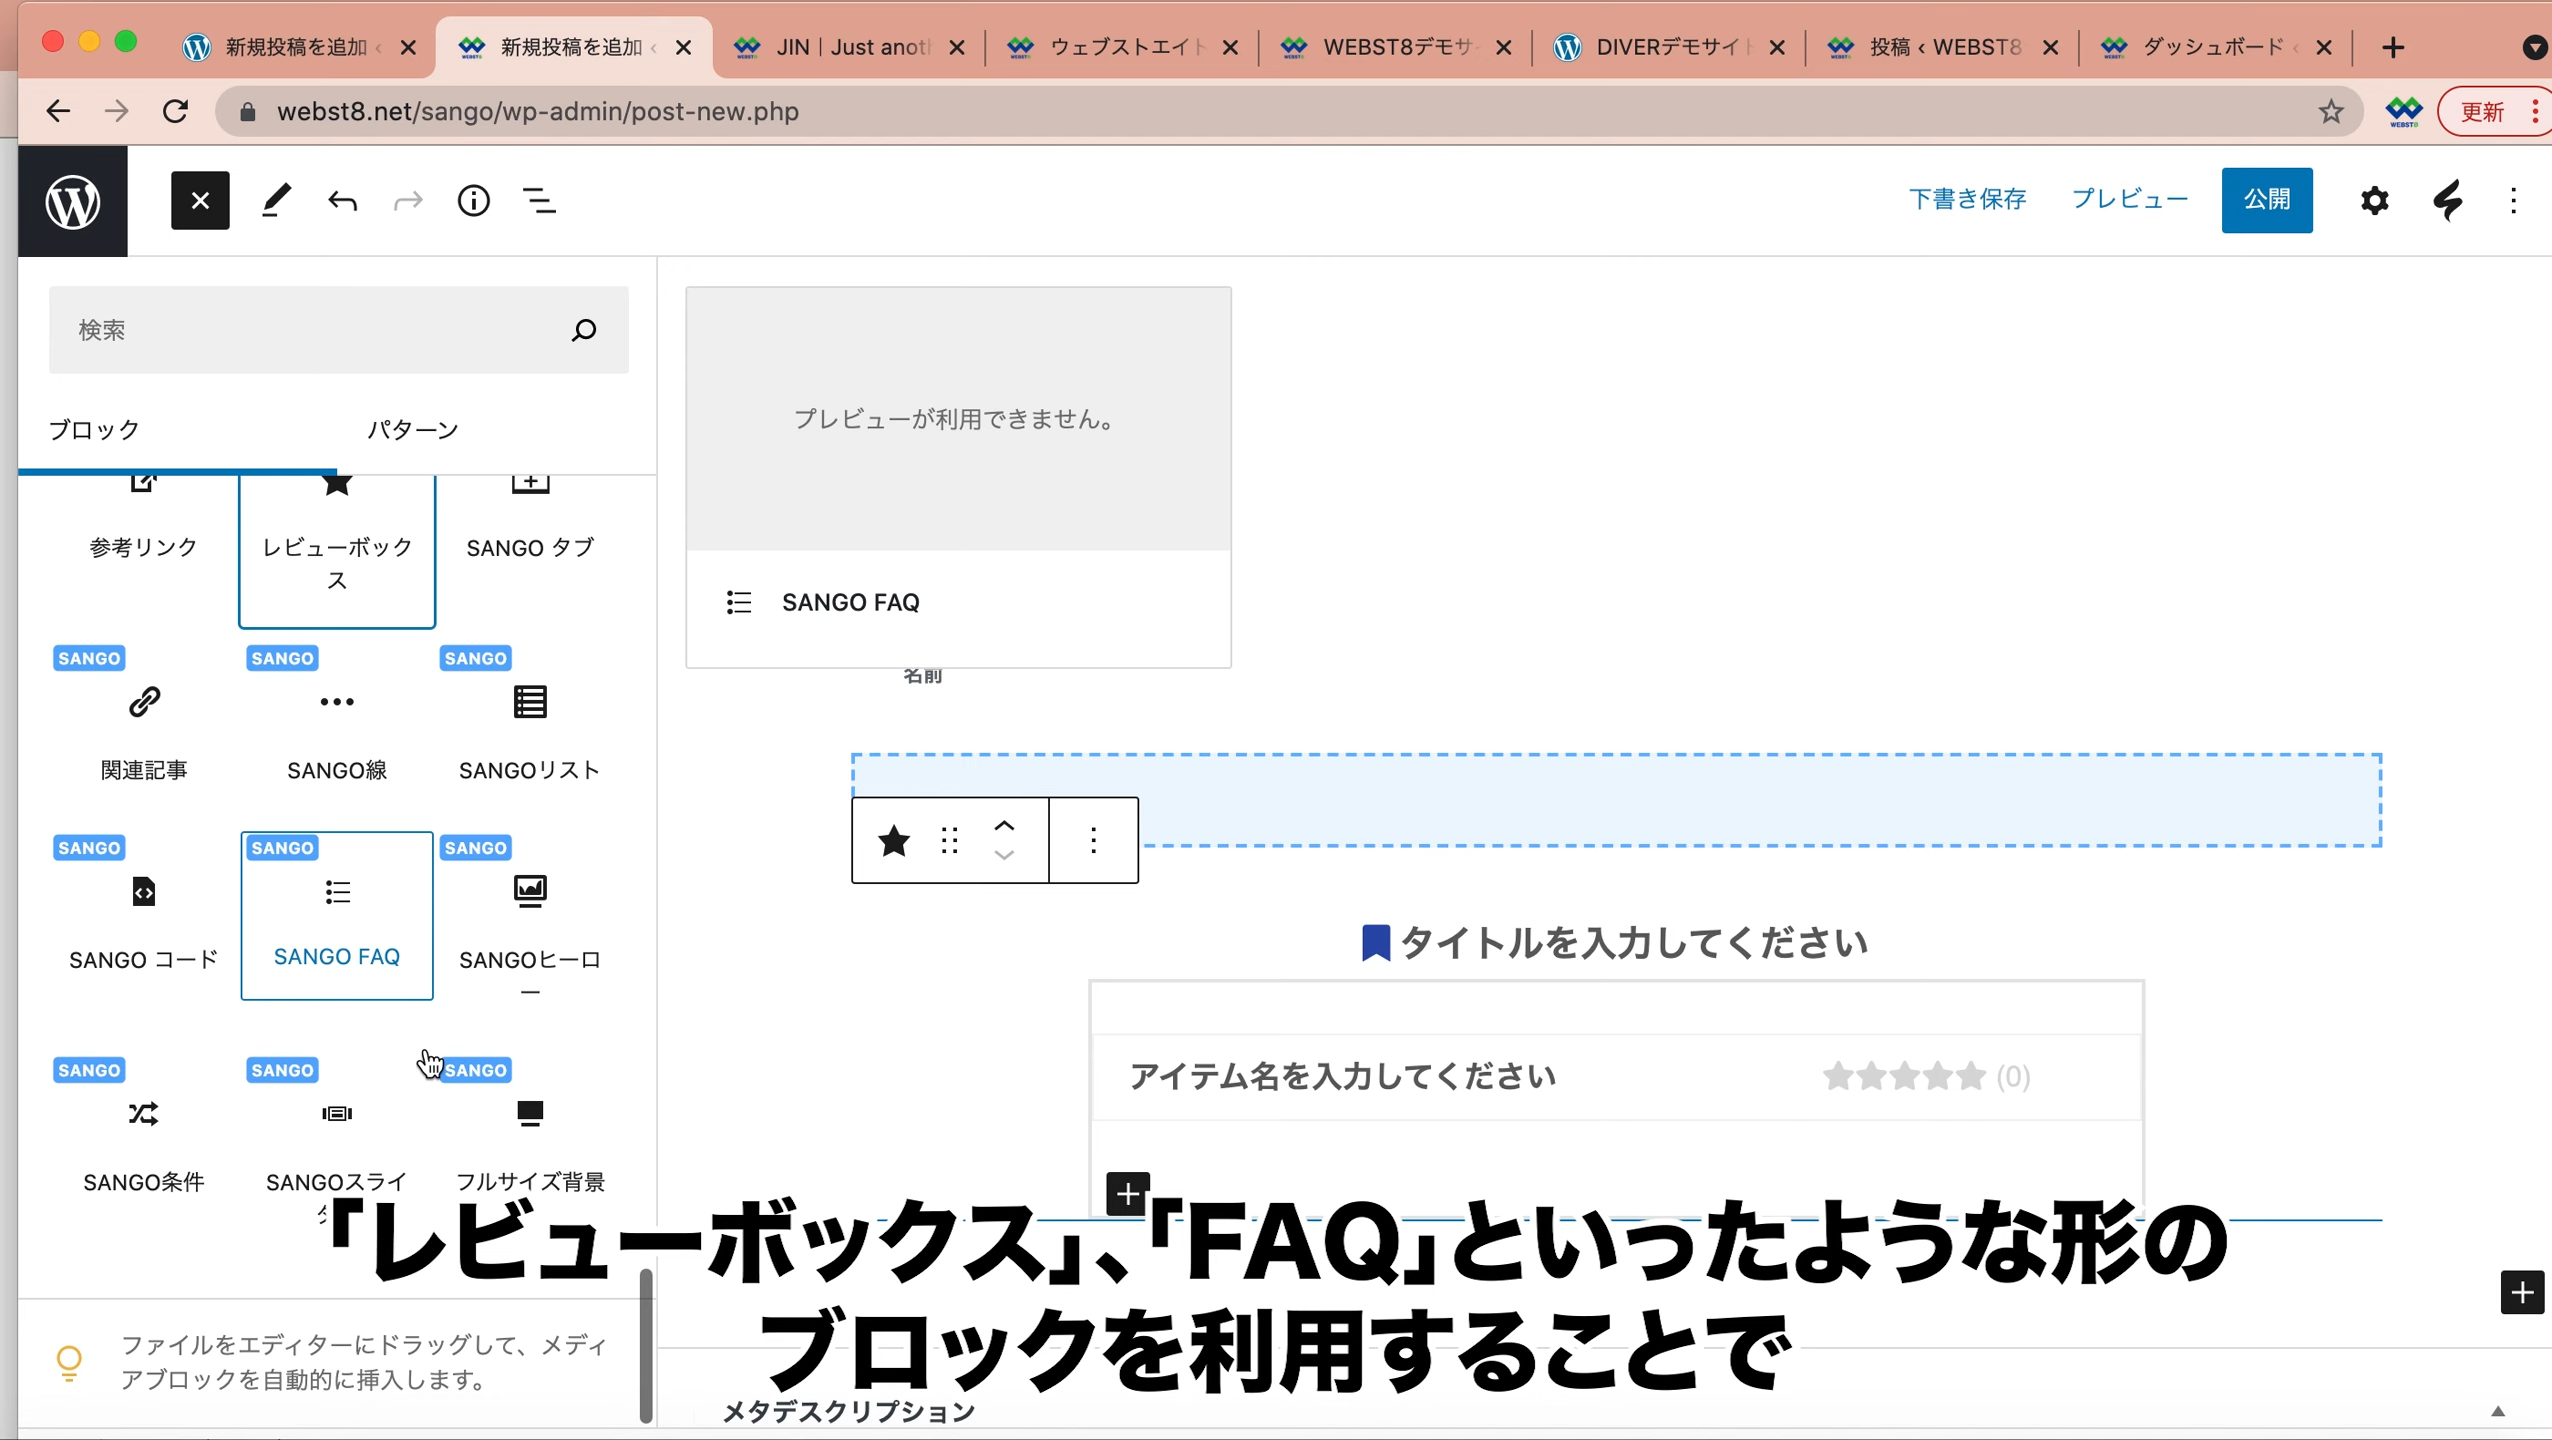 新規投稿を追加 ‹
新規投稿を追加 ‹
JIN | Just anot
ウェブストエイト
WEBST8デモサ
DIVERデモサイト
投稿 ‹ WEBST8
ダッシュボード ‹
webst8.net/sango/wp-admin/post-new.php
WEBST8
更新
下書き保存
プレビュー
公開
検索
ブロック
パターン
プレビューが利用できません。
SANGO FAQ
名前
参考リンク
レビューボック
ス
SANGO タブ
SANGO
SANGO
SANGO
関連記事
SANGO線
SANGOリスト
SANGO
SANGO
SANGO
SANGO コード
SANGO FAQ
SANGOヒーロ
ー
SANGO
SANGO
SANGO
SANGO条件
SANGOスライ
フルサイズ背景
タイトルを入力してください
アイテム名を入力してください
(0)
「レビューボックス」、「FAQ」といったような形の
ブロックを利用することで
ファイルをエディターにドラッグして、メディ
アブロックを自動的に挿入します。
メタデスクリプション